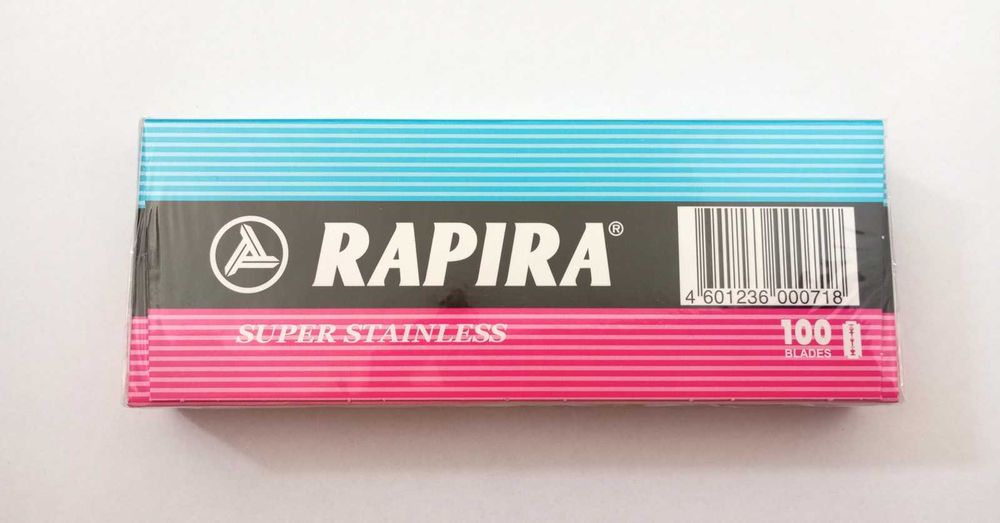 RAPIRA®
4 601236 000718
SUPER STAINLESS
100
BLADES